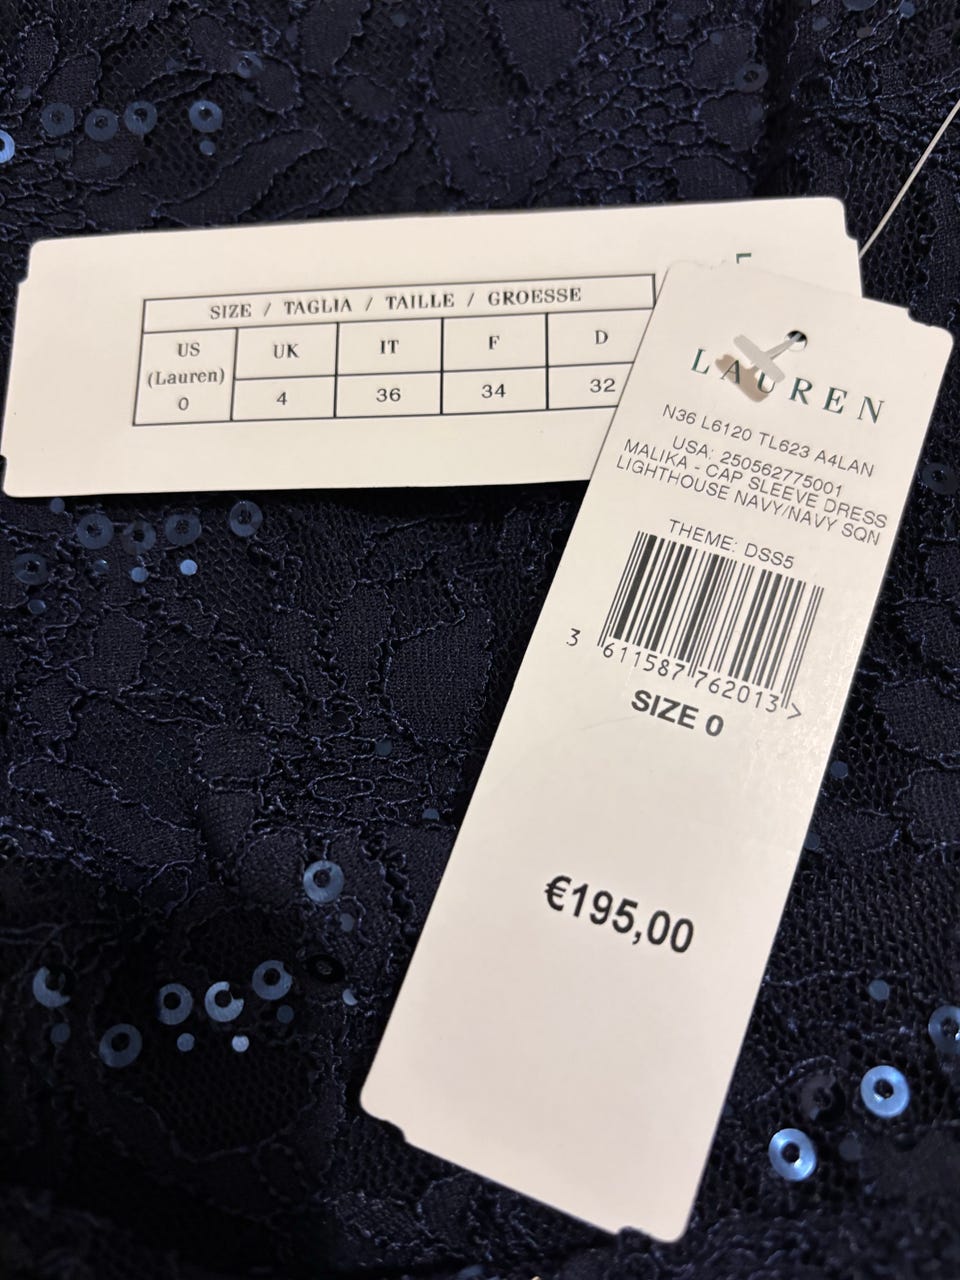 SIZE / TAGLIA / TAILLE / GROESSE
US (Lauren) UK IT F D
0 4 36 34 32
LAUREN
N36 L6120 TL623 A4LAN
USA: 250562775001
MALIKA - CAP SLEEVE DRESS
LIGHTHOUSE NAVY/NAVY SQN
THEME: DSS5
3 611587 762013 >
SIZE 0
€195,00